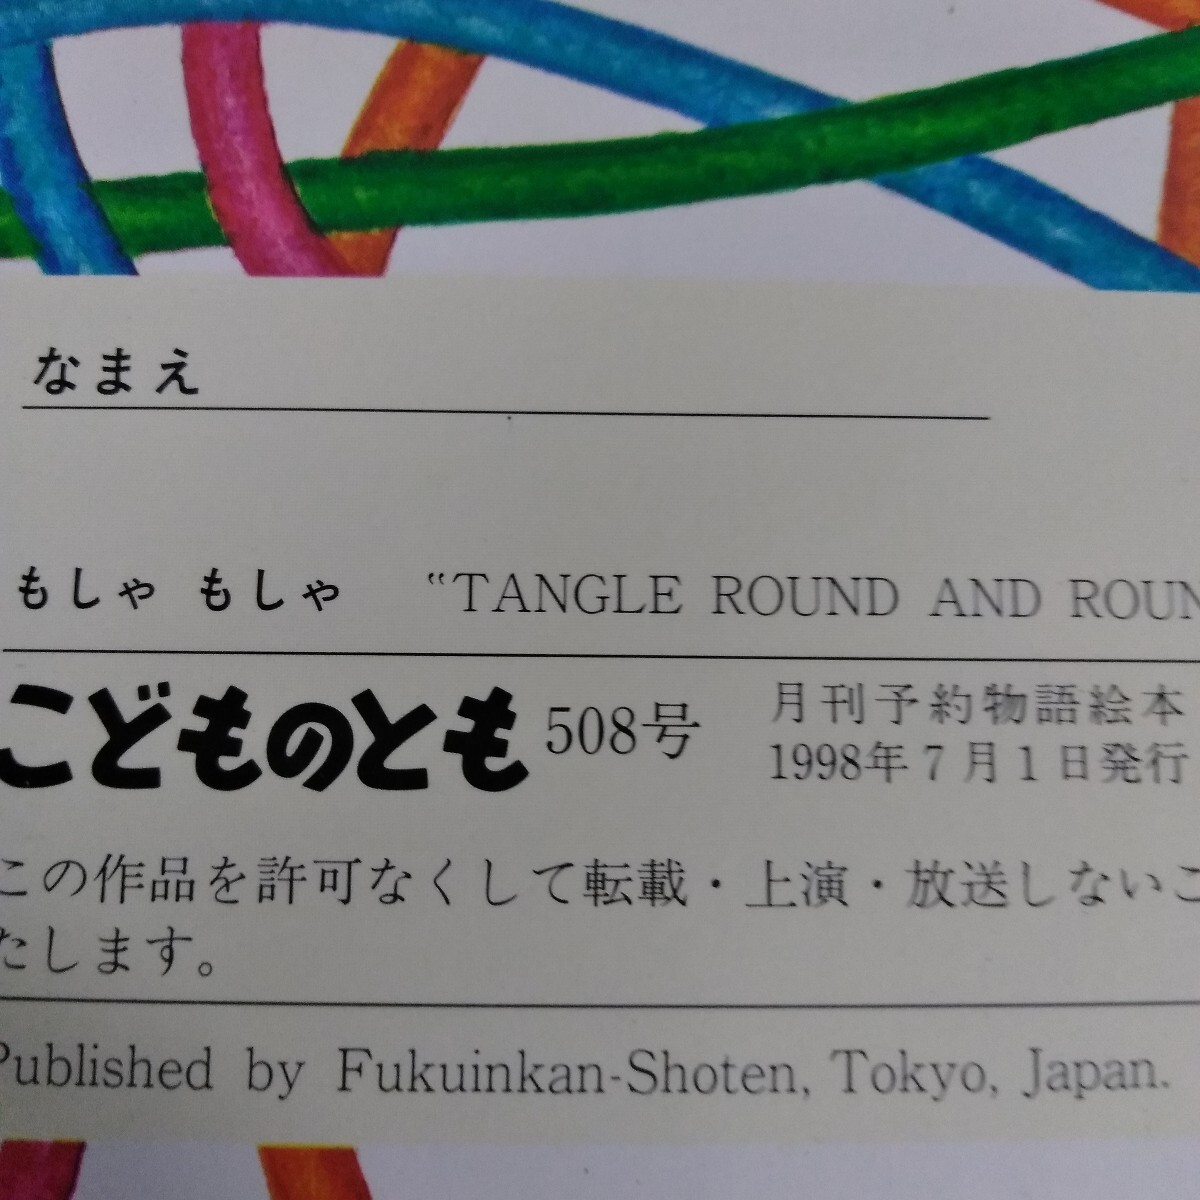 なまえ
もしゃ もしゃ “TANGLE ROUND AND ROUN
こどものとも 508号
月刊予約物語絵本
1998年7月1日発行
この作品を許可なくして転載・上演・放送しないこ
たします。
Published by Fukuinkan-Shoten, Tokyo, Japan.